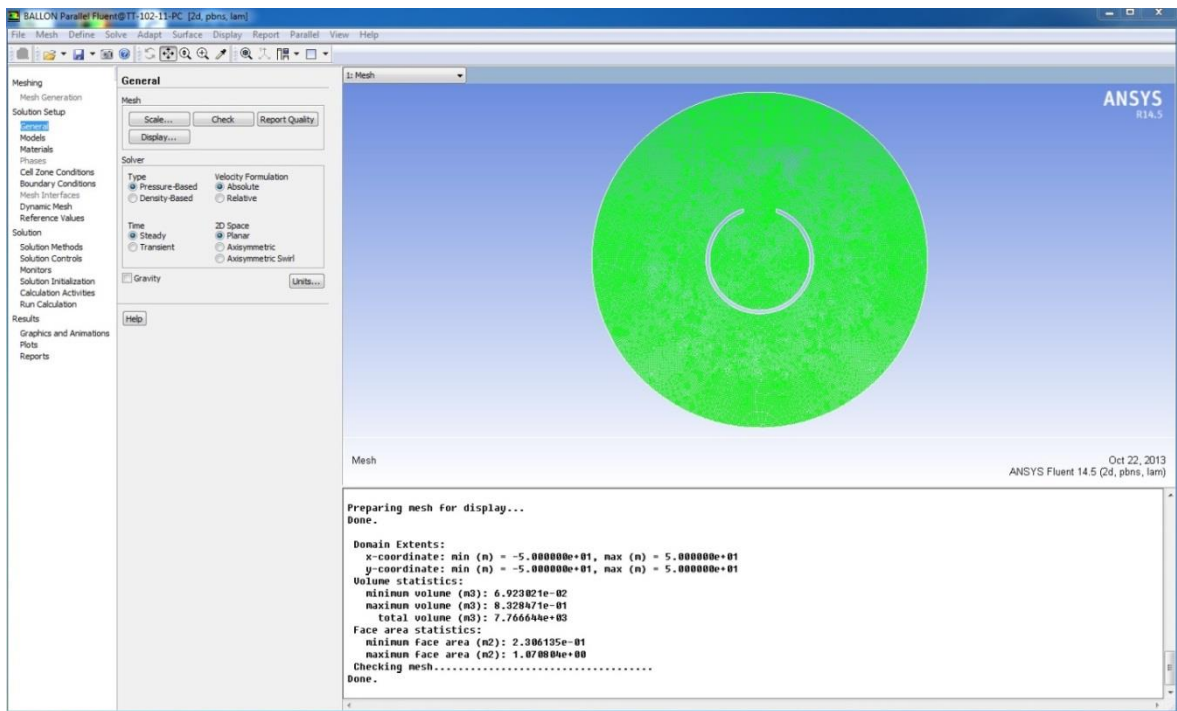 BALLON Parallel Fluent@TT-102-11-PC [2d, pbns, lam]
File Mesh Define Solve Adapt Surface Display Report Parallel View Help
Meshing
Mesh Generation
Solution Setup
General
Models
Materials
Phases
Cell Zone Conditions
Boundary Conditions
Mesh Interfaces
Dynamic Mesh
Reference Values
Solution
Solution Methods
Solution Controls
Monitors
Solution Initialization
Calculation Activities
Run Calculation
Results
Graphics and Animations
Plots
Reports
General
Mesh
Scale... Check Report Quality
Display...
Solver
Type Velocity Formulation
Pressure-Based Absolute
Density-Based Relative
Time 2D Space
Steady Planar
Transient Axisymmetric
Axisymmetric Swirl
Gravity Units...
Help
1: Mesh
ANSYS
R14.5
Mesh Oct 22, 2013
ANSYS Fluent 14.5 (2d, pbns, lam)
Preparing mesh for display...
Done.
Domain Extents:
x-coordinate: min (m) = -5.000000e+01, max (m) = 5.000000e+01
y-coordinate: min (m) = -5.000000e+01, max (m) = 5.000000e+01
Volume statistics:
minimum volume (m3): 6.923021e-02
maximum volume (m3): 8.328471e-01
total volume (m3): 7.766644e+03
Face area statistics:
minimum face area (m2): 2.306135e-01
maximum face area (m2): 1.070804e+00
Checking mesh...................................
Done.